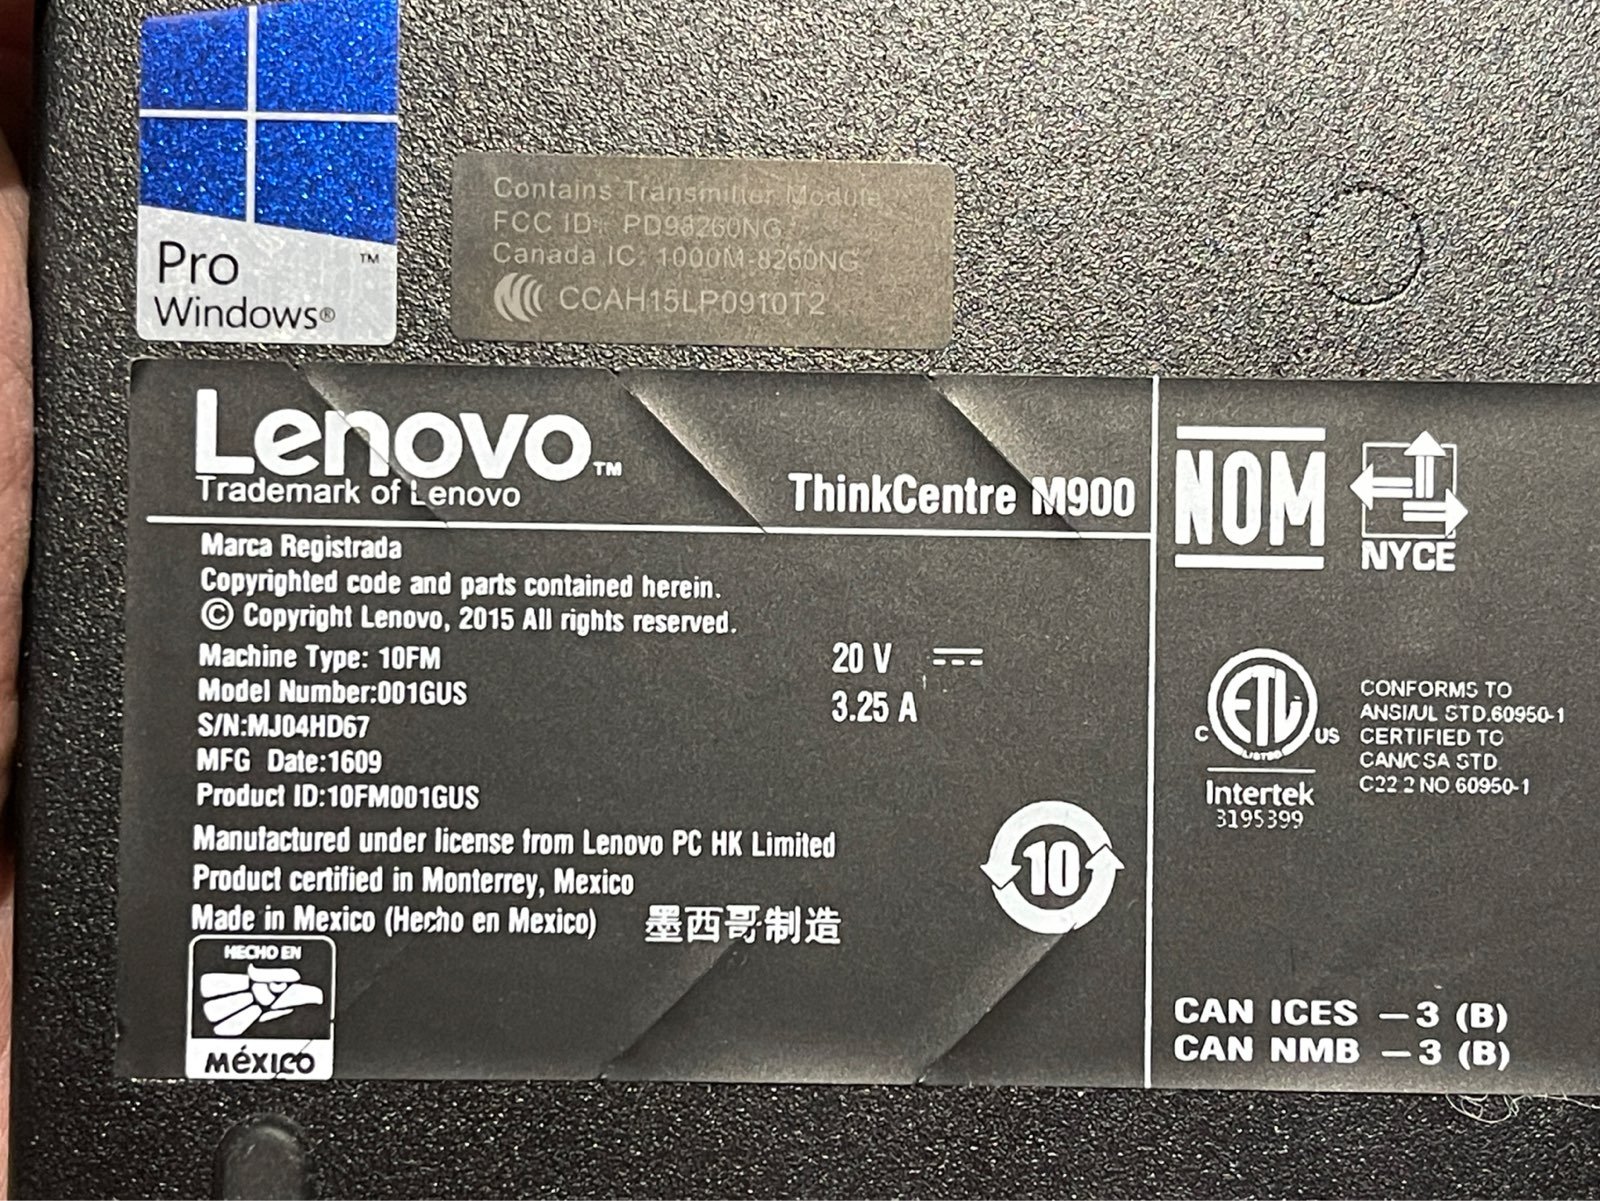 Pro ™
Windows®
Contains Transmitter Module
FCC ID: PD98260NG
Canada IC: 1000M-8260NG
CCAH15LP0910T2
Lenovo™
Trademark of Lenovo
ThinkCentre M900
Marca Registrada
Copyrighted code and parts contained herein.
© Copyright Lenovo, 2015 All rights reserved.
Machine Type: 10FM
Model Number:001GUS
S/N:MJ04HD67
MFG Date:1609
Product ID:10FM001GUS
20 V
3.25 A
Manufactured under license from Lenovo PC HK Limited
Product certified in Monterrey, Mexico
Made in Mexico (Hecho en Mexico) 墨西哥制造
10
HECHO EN
MéXICO
NOM
NYCE
ETL
LISTED
C US
Intertek
3195399
CONFORMS TO
ANSI/UL STD.60950-1
CERTIFIED TO
CAN/CSA STD.
C22.2 NO.60950-1
CAN ICES -3 (B)
CAN NMB -3 (B)